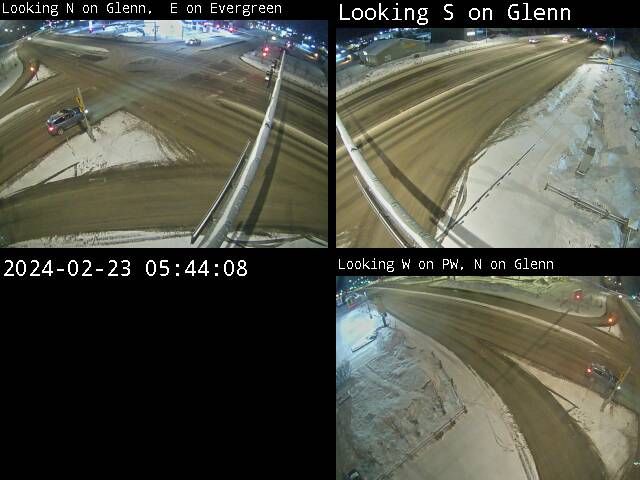 Looking N on Glenn,  E on Evergreen
Looking S on Glenn
2024-02-23 05:44:08
Looking W on PW, N on Glenn